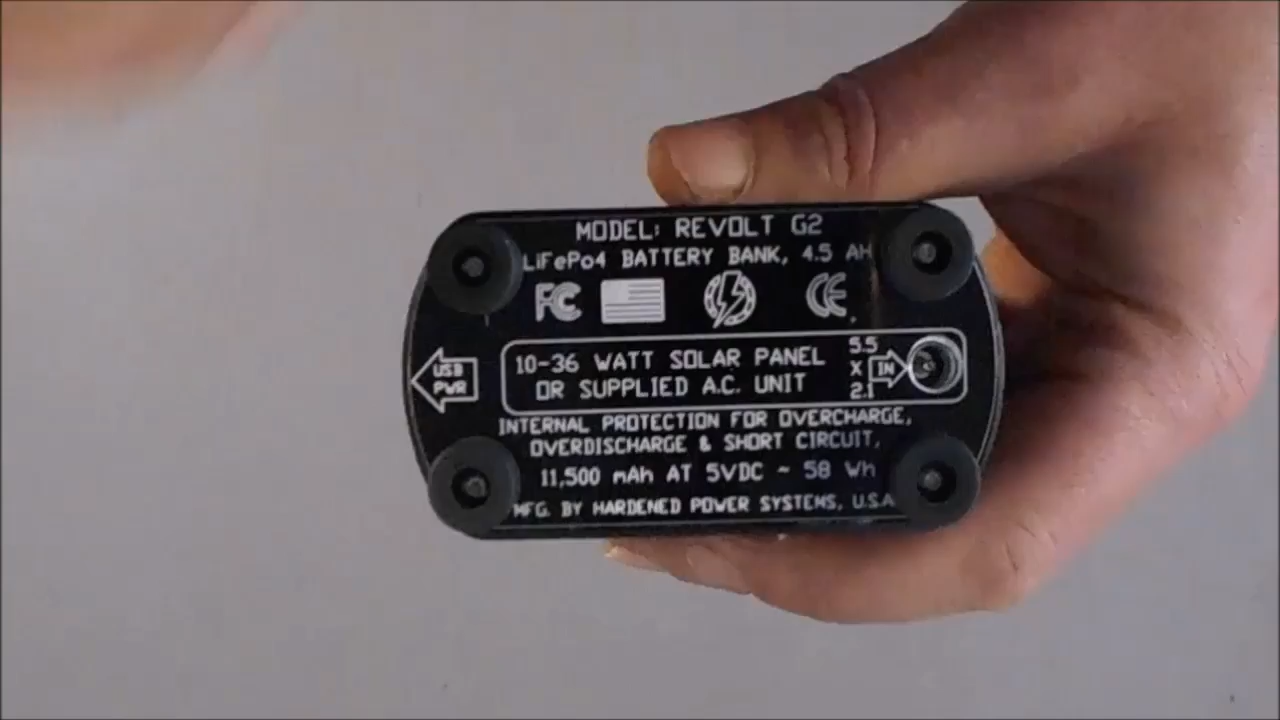 MODEL: REVOLT G2
LiFePo4 BATTERY BANK, 4.5 AH
FC CE
10-36 WATT SOLAR PANEL
OR SUPPLIED A.C. UNIT
5.5
X
2.1
IN
USB
PWR
INTERNAL PROTECTION FOR OVERCHARGE,
OVERDISCHARGE & SHORT CIRCUIT.
11,500 mAh AT 5VDC ~ 58 Wh
MFG. BY HARDENED POWER SYSTEMS, U.S.A